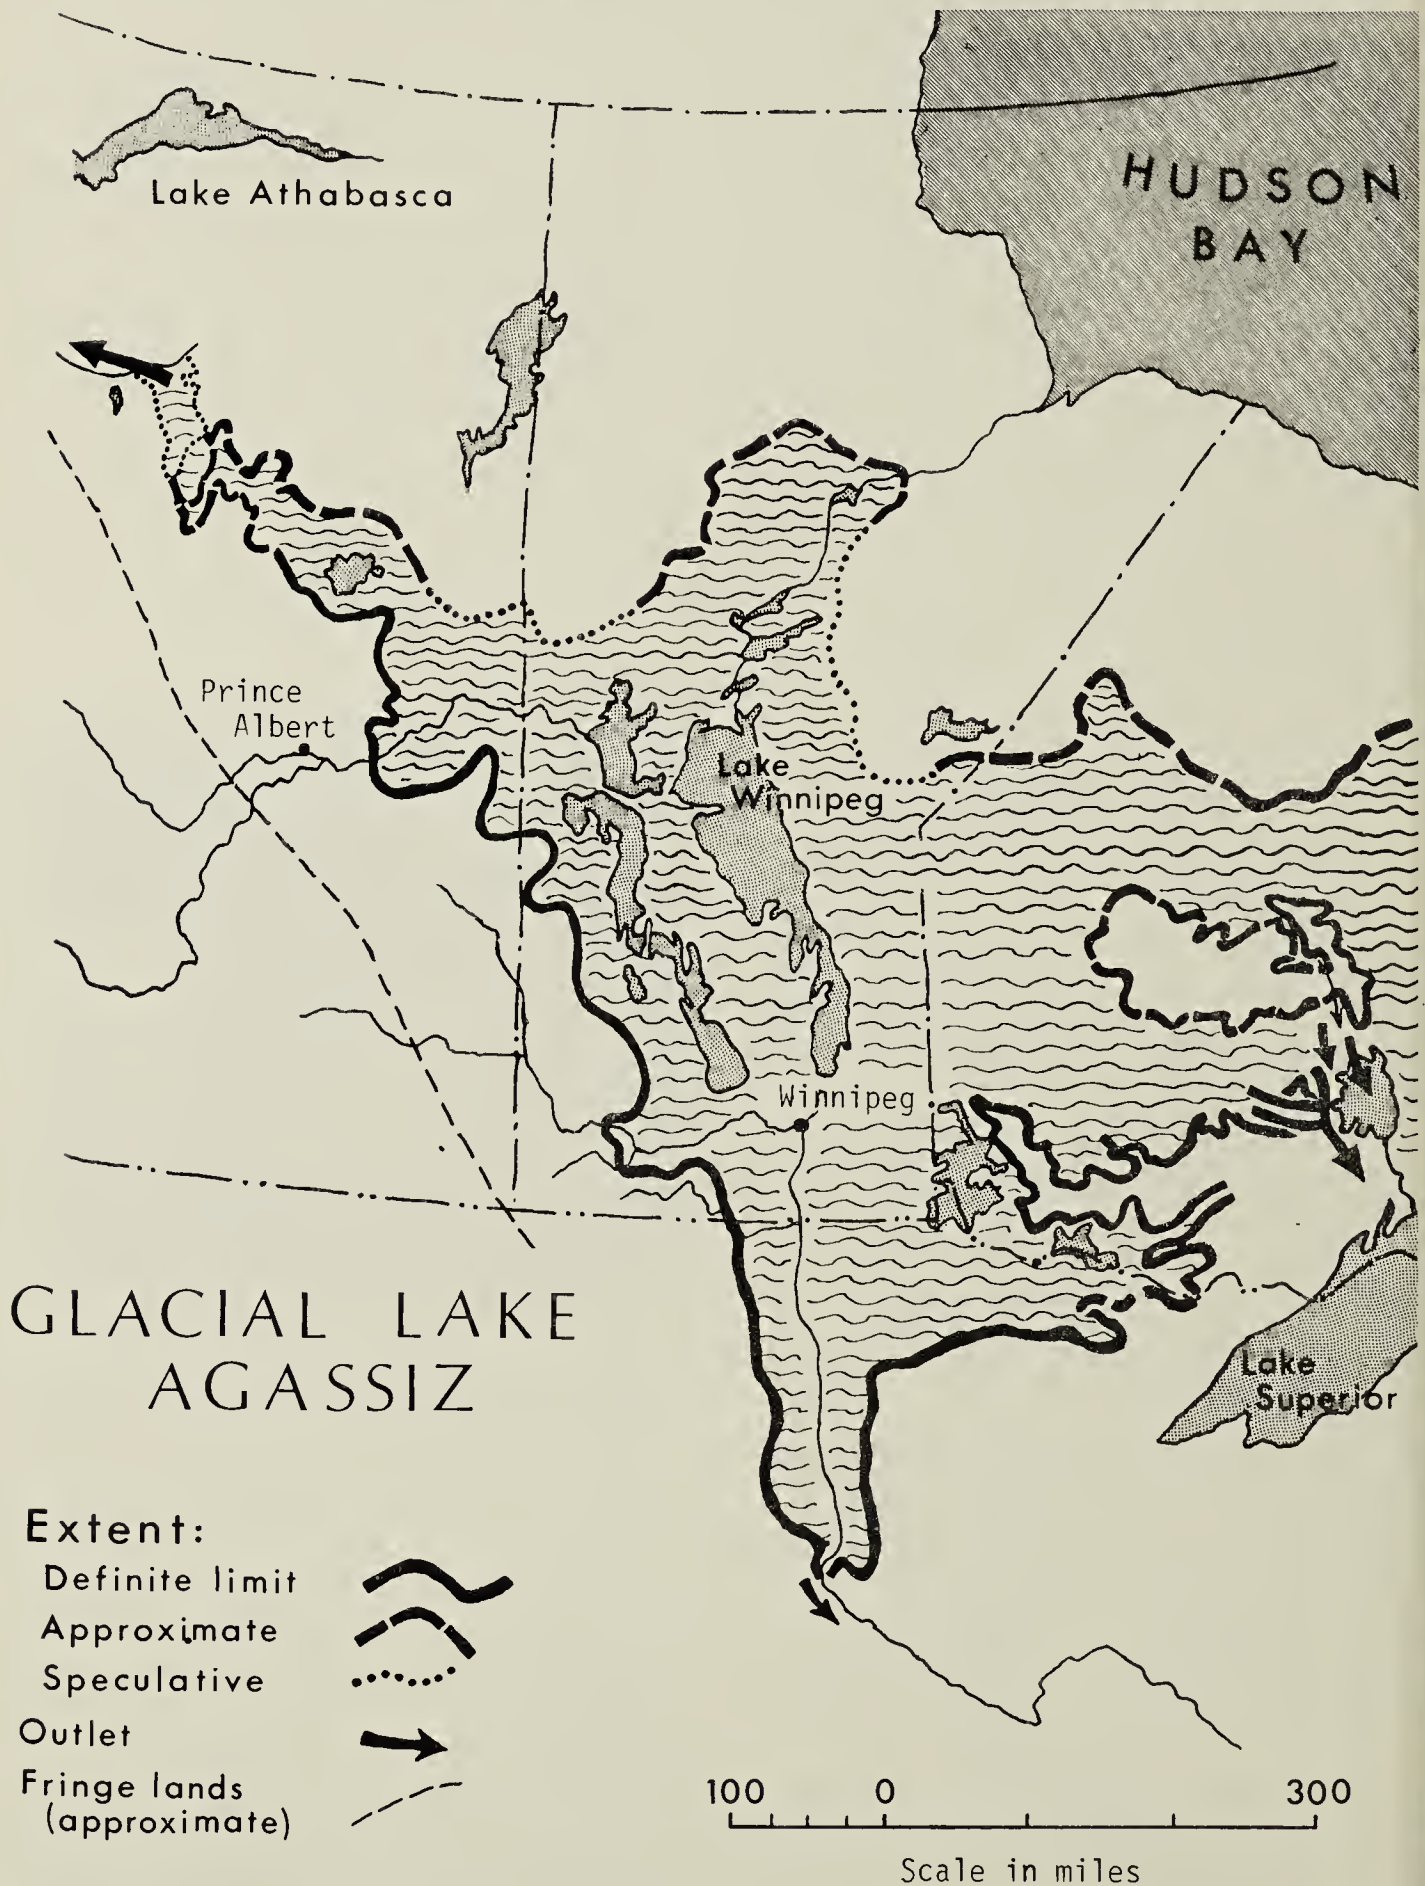 HUDSON
BAY
Lake Athabasca
Prince
Albert
Lake
Winnipeg
Winnipeg
GLACIAL LAKE
AGASSIZ
Lake
Superior
Extent:
Definite limit
Approximate
Speculative
Outlet
Fringe lands
(approximate)
100 0 300
Scale in miles